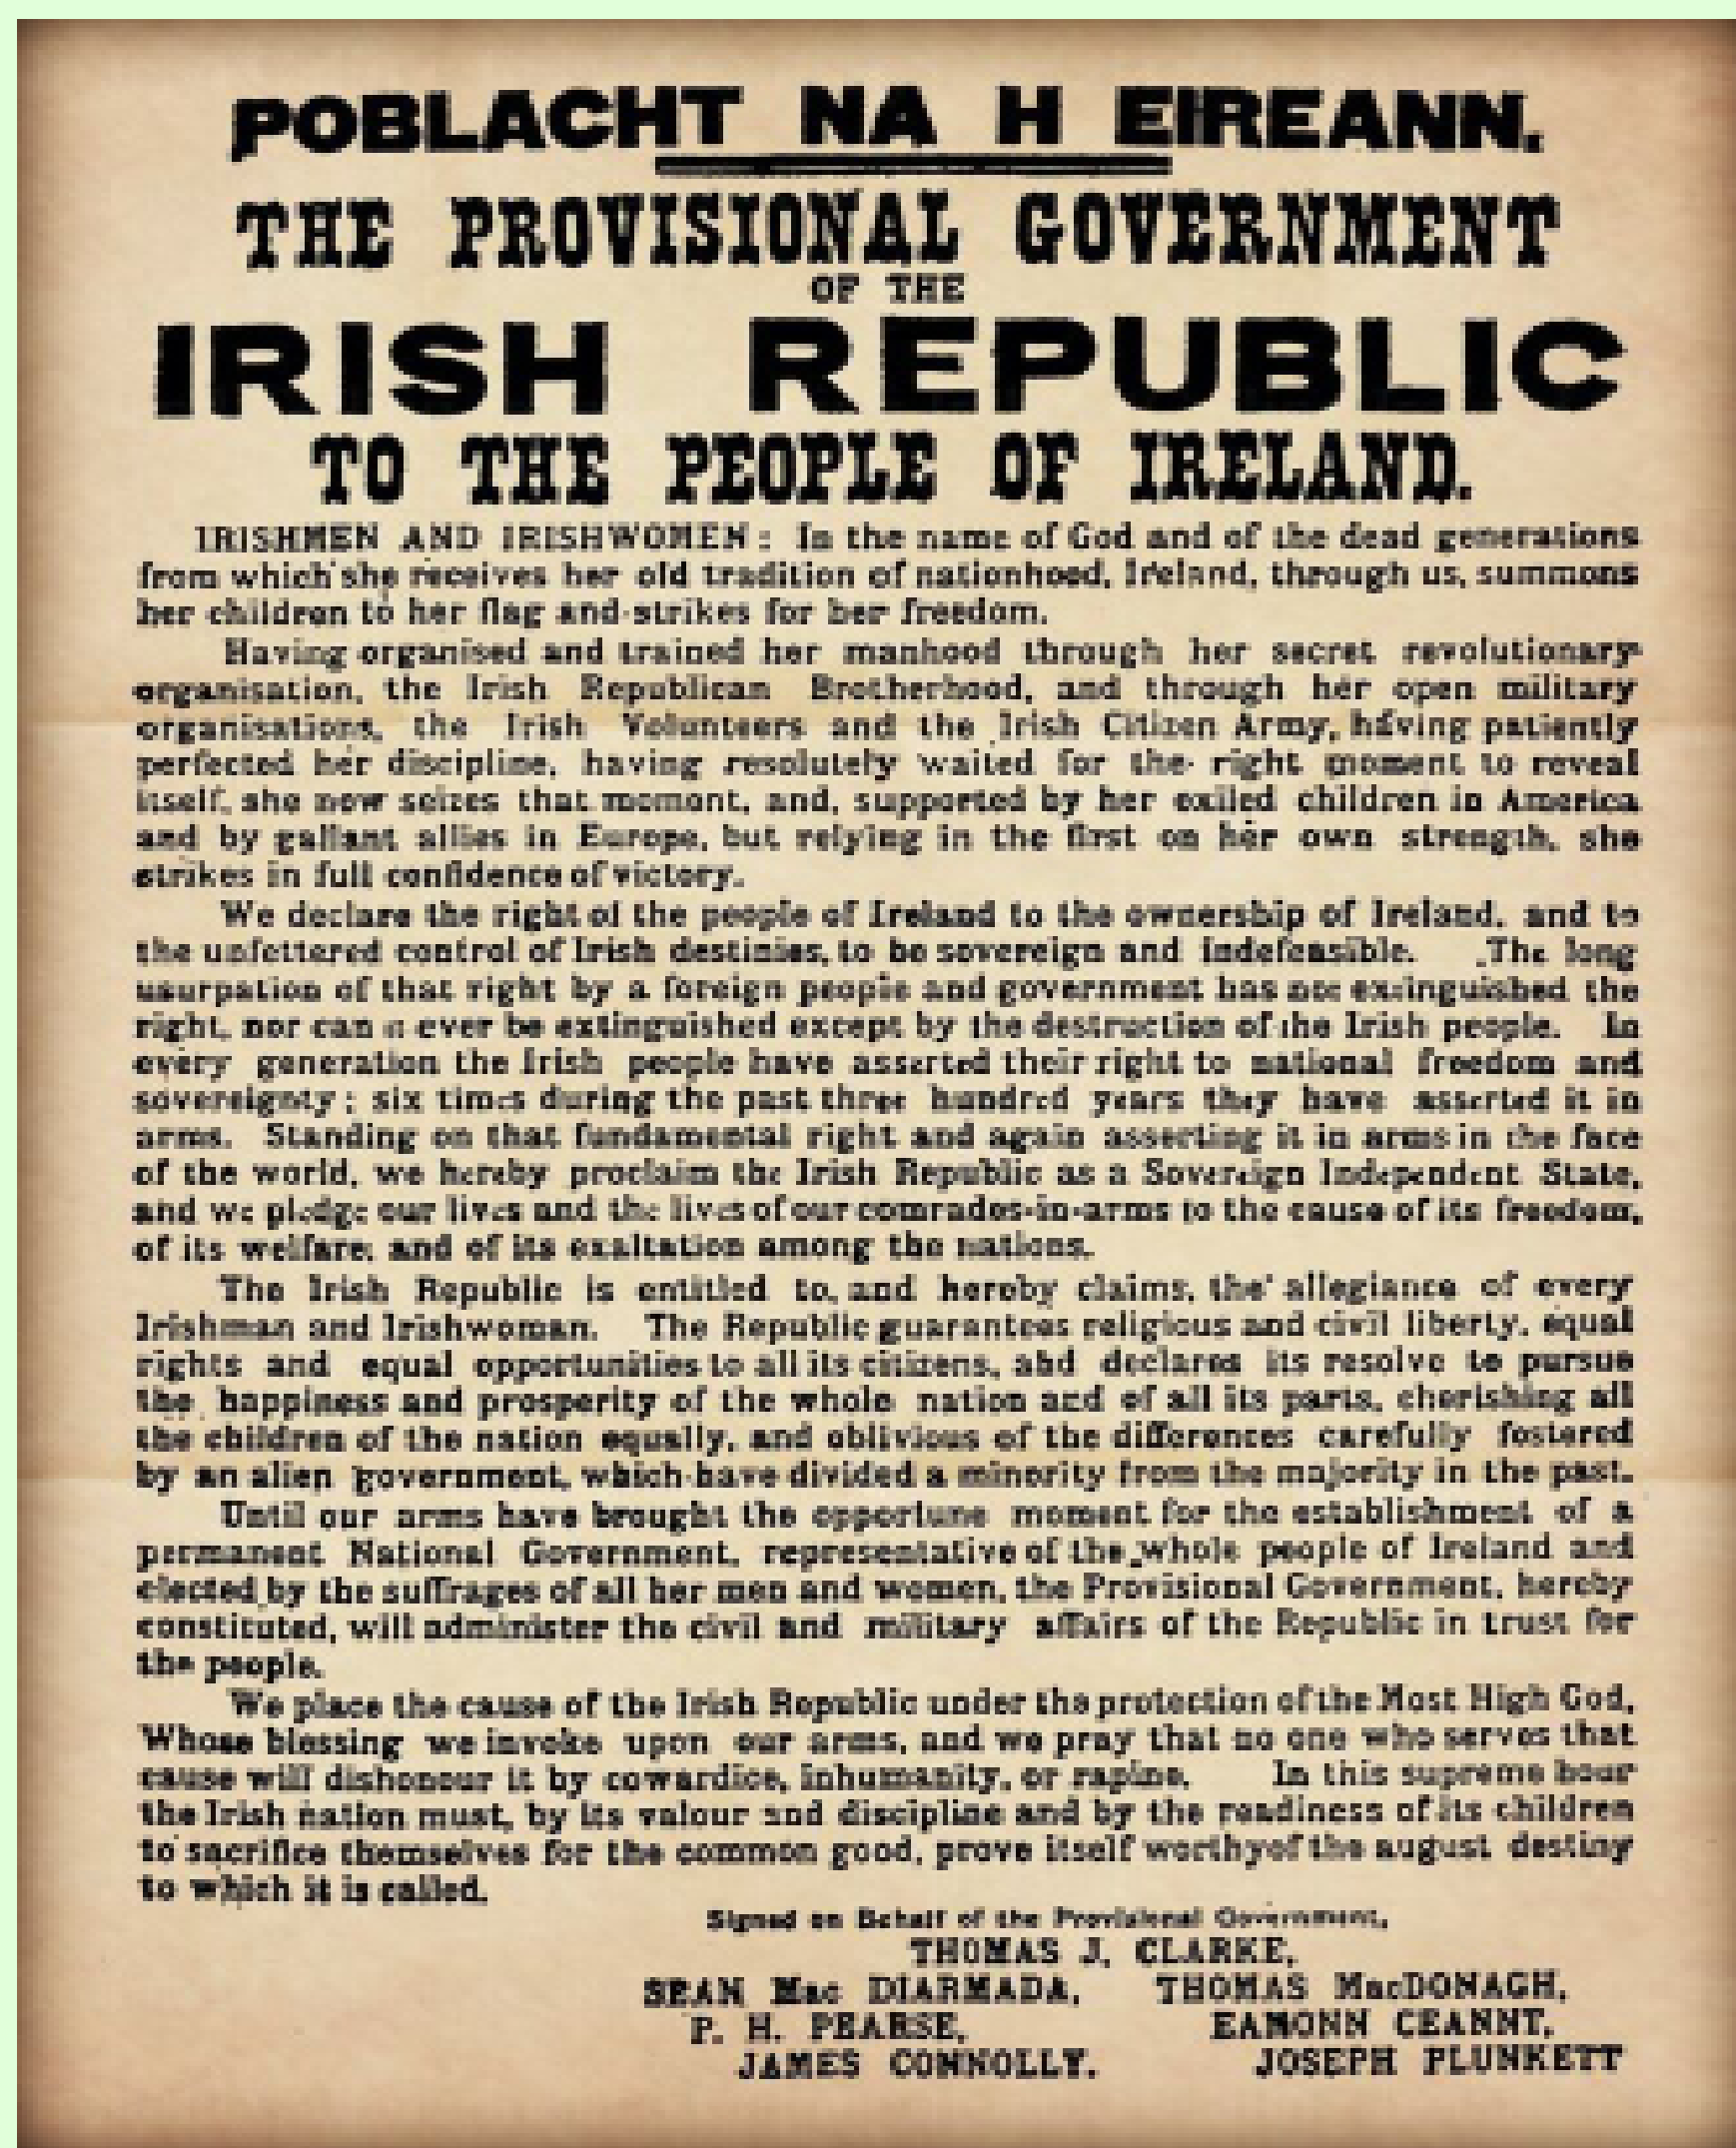 POBLACHT NA H EIREANN.
THE PROVISIONAL GOVERNMENT
OF THE
IRISH REPUBLIC
TO THE PEOPLE OF IRELAND.
IRISHMEN AND IRISHWOMEN: In the name of God and of the dead generations
from which she receives her old tradition of nationhood, Ireland, through us, summons
her children to her flag and strikes for her freedom.
Having organised and trained her manhood through her secret revolutionary
organisation, the Irish Republican Brotherhood, and through her open military
organisations, the Irish Volunteers and the Irish Citizen Army, having patiently
perfected her discipline, having resolutely waited for the right moment to reveal
itself, she now seizes that moment, and, supported by her exiled children in America
and by gallant allies in Europe, but relying in the first on her own strength, she
strikes in full confidence of victory.
We declare the right of the people of Ireland to the ownership of Ireland, and to
the unfettered control of Irish destinies, to be sovereign and indefeasible. The long
usurpation of that right by a foreign people and government has not extinguished the
right, nor can it ever be extinguished except by the destruction of the Irish people. In
every generation the Irish people have asserted their right to national freedom and
sovereignty; six times during the past three hundred years they have asserted it in
arms. Standing on that fundamental right and again asserting it in arms in the face
of the world, we hereby proclaim the Irish Republic as a Sovereign Independent State,
and we pledge our lives and the lives of our comrades-in-arms to the cause of its freedom,
of its welfare, and of its exaltation among the nations.
The Irish Republic is entitled to, and hereby claims, the allegiance of every
Irishman and Irishwoman. The Republic guarantees religious and civil liberty, equal
rights and equal opportunities to all its citizens, and declares its resolve to pursue
the happiness and prosperity of the whole nation and of all its parts, cherishing all
the children of the nation equally, and oblivious of the differences carefully fostered
by an alien government, which have divided a minority from the majority in the past.
Until our arms have brought the opportune moment for the establishment of a
permanent National Government, representative of the whole people of Ireland and
elected by the suffrages of all her men and women, the Provisional Government, hereby
constituted, will administer the civil and military affairs of the Republic in trust for
the people.
We place the cause of the Irish Republic under the protection of the Most High God,
Whose blessing we invoke upon our arms, and we pray that no one who serves that
cause will dishonour it by cowardice, inhumanity, or rapine. In this supreme hour
the Irish nation must, by its valour and discipline and by the readiness of its children
to sacrifice themselves for the common good, prove itself worthy of the august destiny
to which it is called.
Signed on Behalf of the Provisional Government,
THOMAS J. CLARKE,
SEAN Mac DIARMADA, THOMAS MacDONAGH,
P. H. PEARSE, EAMONN CEANNT,
JAMES CONNOLLY. JOSEPH PLUNKETT